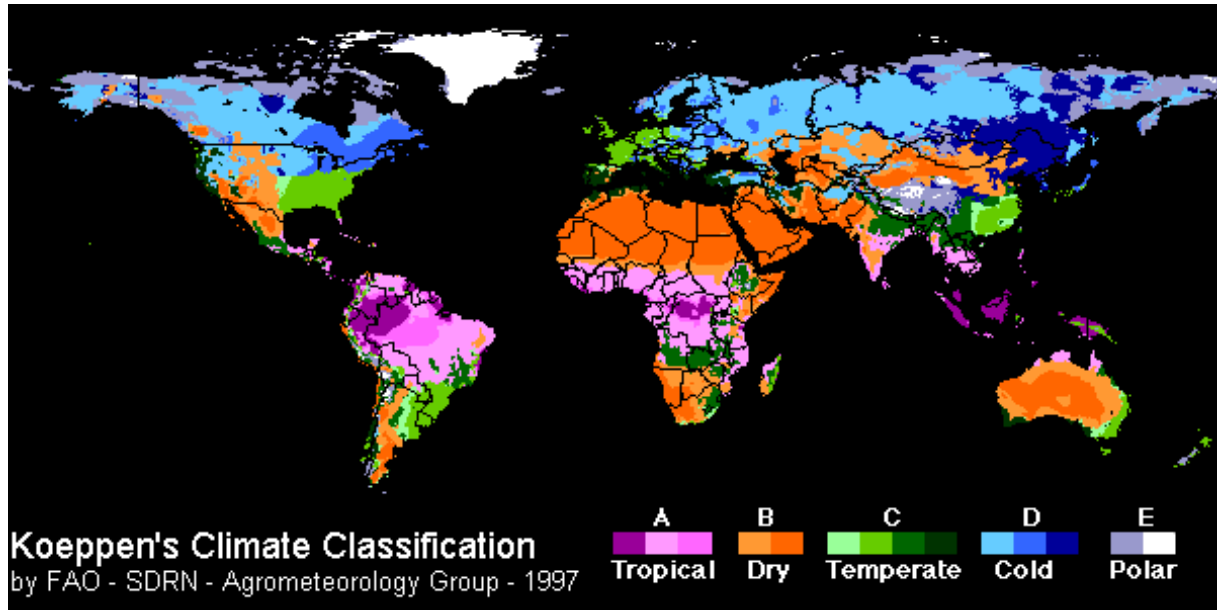 A B C D E
Tropical Dry Temperate Cold Polar
Koeppen's Climate Classification
by FAO - SDRN - Agrometeorology Group - 1997